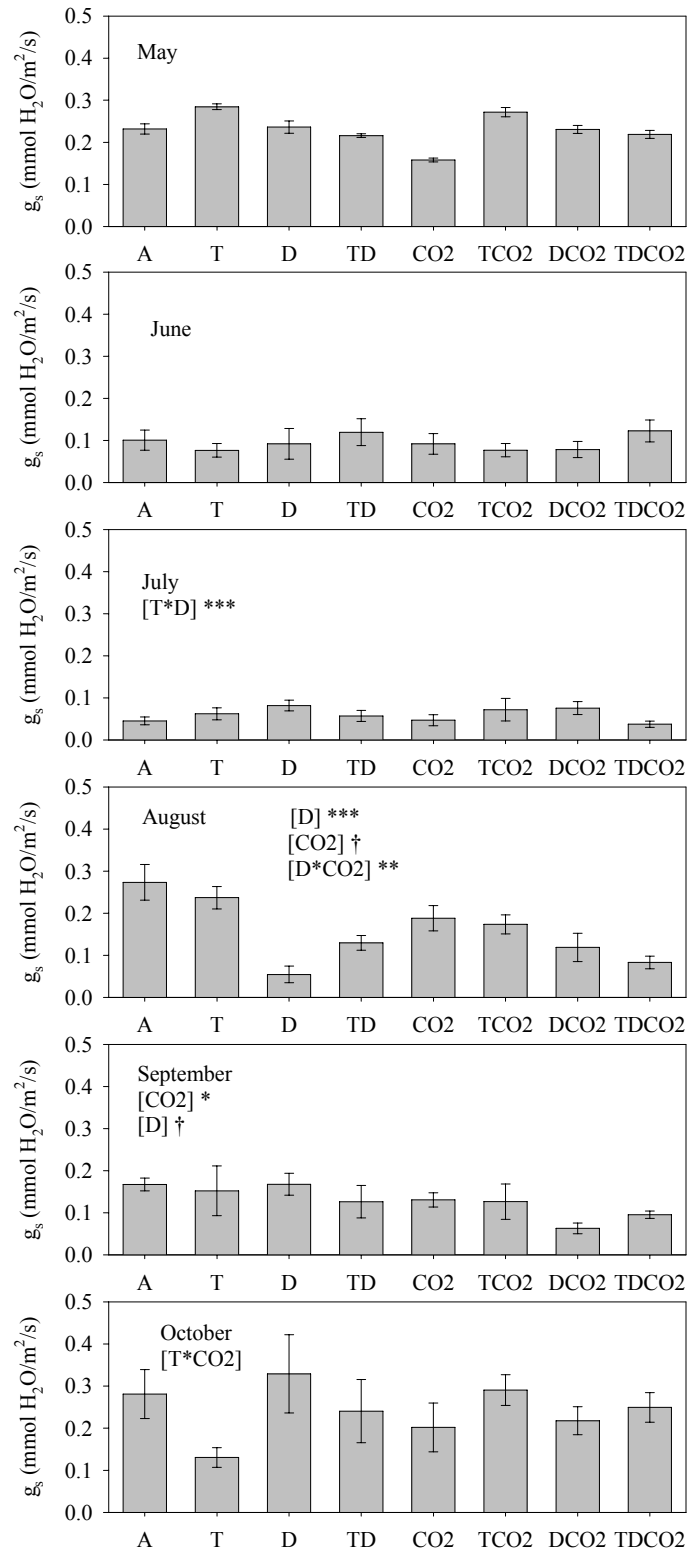 0.5
May
0.4
0.3
0.2
0.1
0.0
gₛ (mmol H₂O/m²/s)
A T D TD CO2 TCO2 DCO2 TDCO2
0.5
June
0.4
0.3
0.2
0.1
0.0
gₛ (mmol H₂O/m²/s)
A T D TD CO2 TCO2 DCO2 TDCO2
0.5
0.4
July
[T*D] ***
0.3
0.2
0.1
0.0
gₛ (mmol H₂O/m²/s)
A T D TD CO2 TCO2 DCO2 TDCO2
0.5
August [D] ***
[CO2] †
0.4
[D*CO2] **
0.3
0.2
0.1
0.0
gₛ (mmol H₂O/m²/s)
A T D TD CO2 TCO2 DCO2 TDCO2
0.5
September
[CO2] *
0.4
[D] †
0.3
0.2
0.1
0.0
gₛ (mmol H₂O/m²/s)
A T D TD CO2 TCO2 DCO2 TDCO2
0.5
October
0.4
[T*CO2]
0.3
0.2
0.1
0.0
gₛ (mmol H₂O/m²/s)
A T D TD CO2 TCO2 DCO2 TDCO2